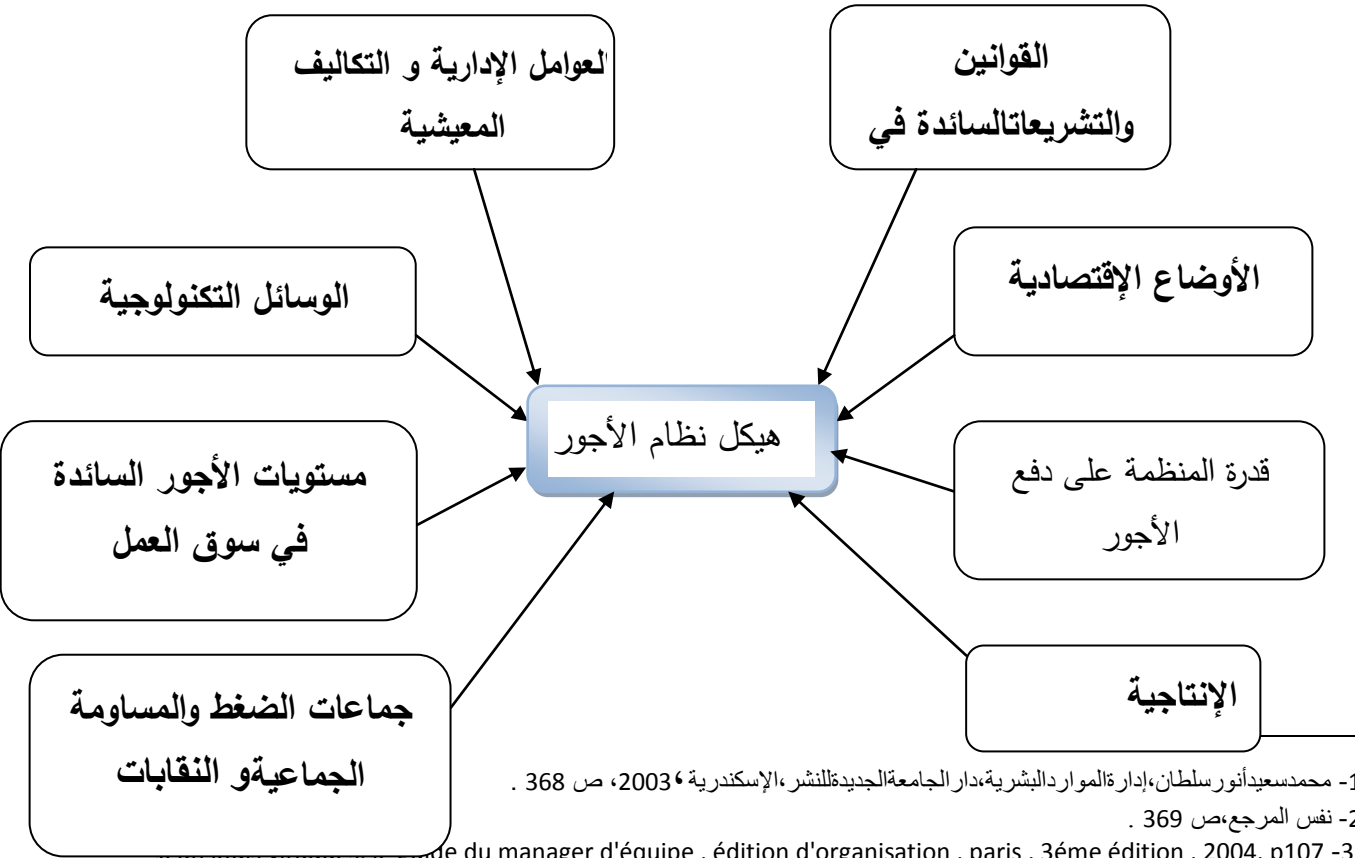 القوانين
والتشريعاتالسائدة في
العوامل الإدارية و التكاليف
المعيشية
الأوضاع الإقتصادية
الوسائل التكنولوجية
هيكل نظام الأجور
قدرة المنظمة على دفع
الأجور
مستويات الأجور السائدة
في سوق العمل
الإنتاجية
جماعات الضغط والمساومة
الجماعيةو النقابات
1- محمدسعيدأنورسلطان،إدارةالمواردالبشرية،دارالجامعةالجديدةللنشر،الإسكندرية ،2003، ص 368 .
2- نفس المرجع،ص 369 .
du manager d'équipe , édition d'organisation , paris , 3éme édition , 2004, p107 -3